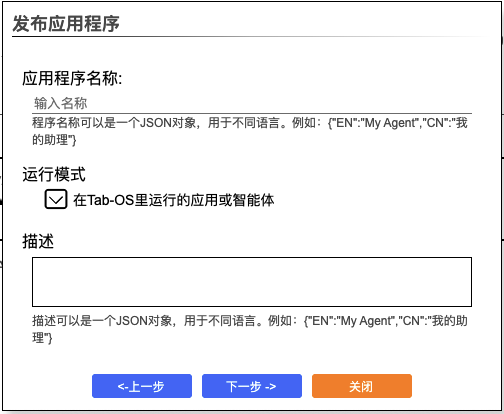 发布应用程序
应用程序名称:
输入名称
程序名称可以是一个JSON对象，用于不同语言。例如：{"EN":"My Agent","CN":"我
的助理"}
运行模式
在Tab-OS里运行的应用或智能体
描述
描述可以是一个JSON对象，用于不同语言。例如：{"EN":"My Agent","CN":"我的助
理"}
<-上一步 下一步 -> 关闭